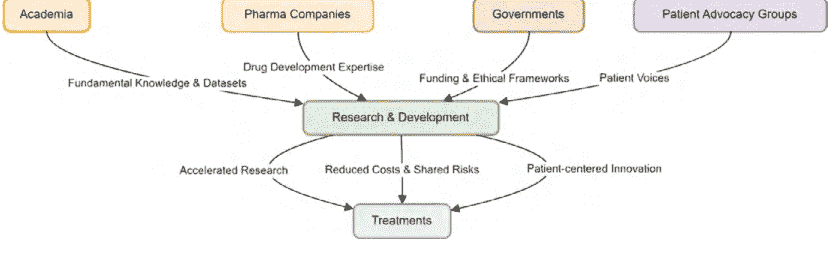 Academia
Pharma Companies
Governments
Patient Advocacy Groups
Drug Development Expertise
Fundamental Knowledge & Datasets
Funding & Ethical Frameworks
Patient Voices
Research & Development
Accelerated Research
Reduced Costs & Shared Risks
Patient-centered Innovation
Treatments